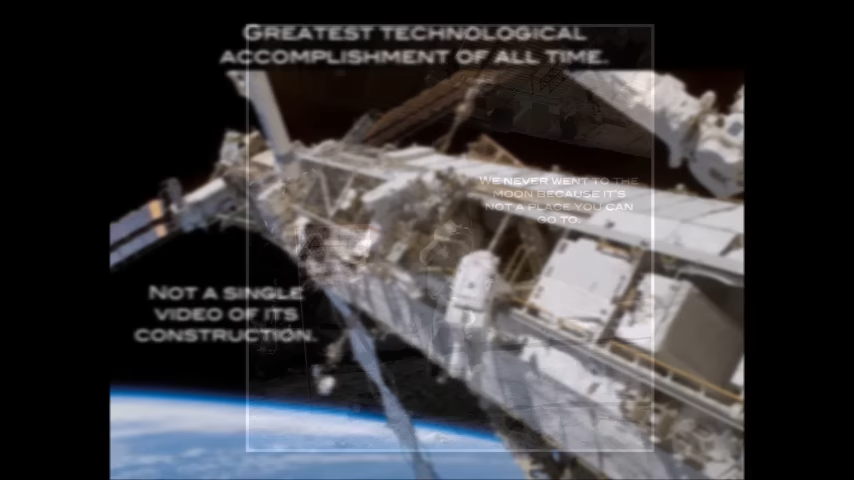 GREATEST TECHNOLOGICAL
ACCOMPLISHMENT OF ALL TIME.
WE NEVER WENT TO THE
MOON BECAUSE IT'S
NOT A PLACE YOU CAN
GO TO.
NOT A SINGLE
VIDEO OF ITS
CONSTRUCTION.